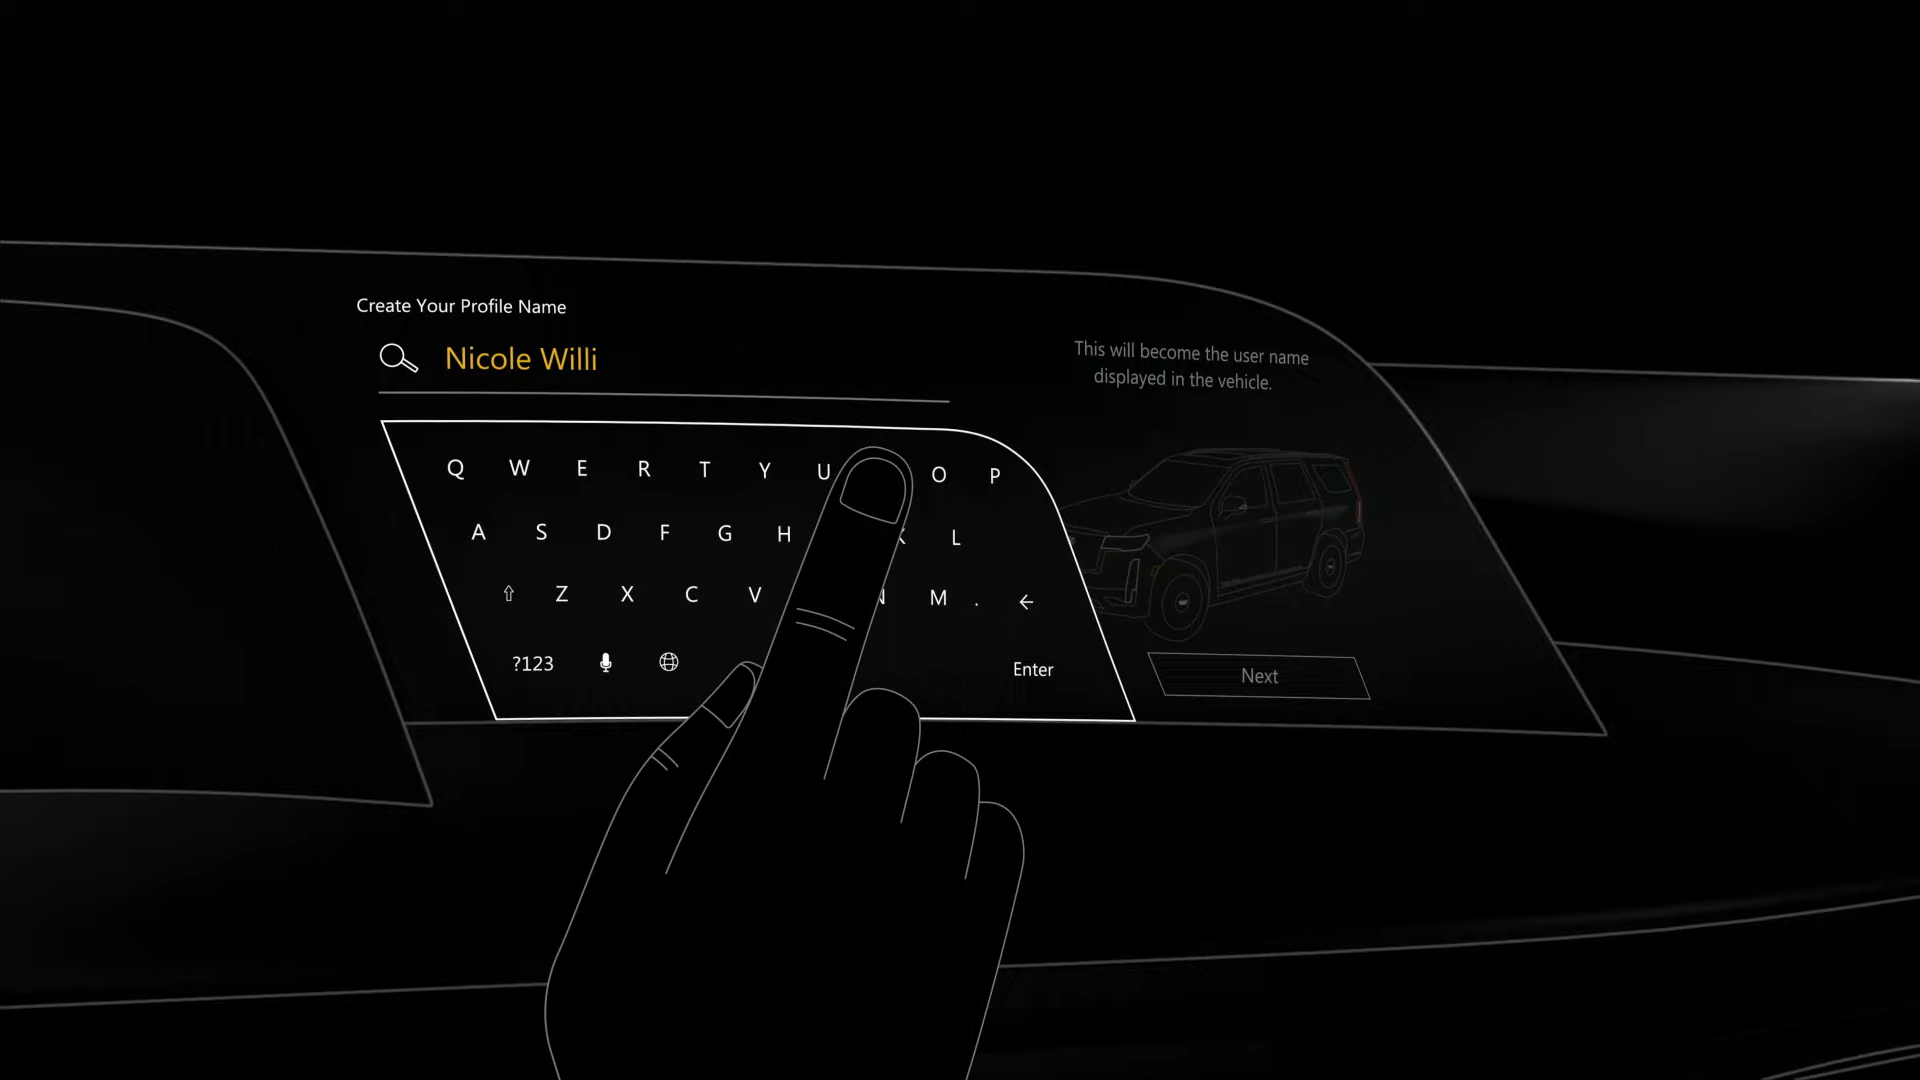 Create Your Profile Name
Nicole Willi
This will become the user name
displayed in the vehicle.
Q W E R T Y U O P
A S D F G H K L
Z X C V N M .
?123
Enter
Next